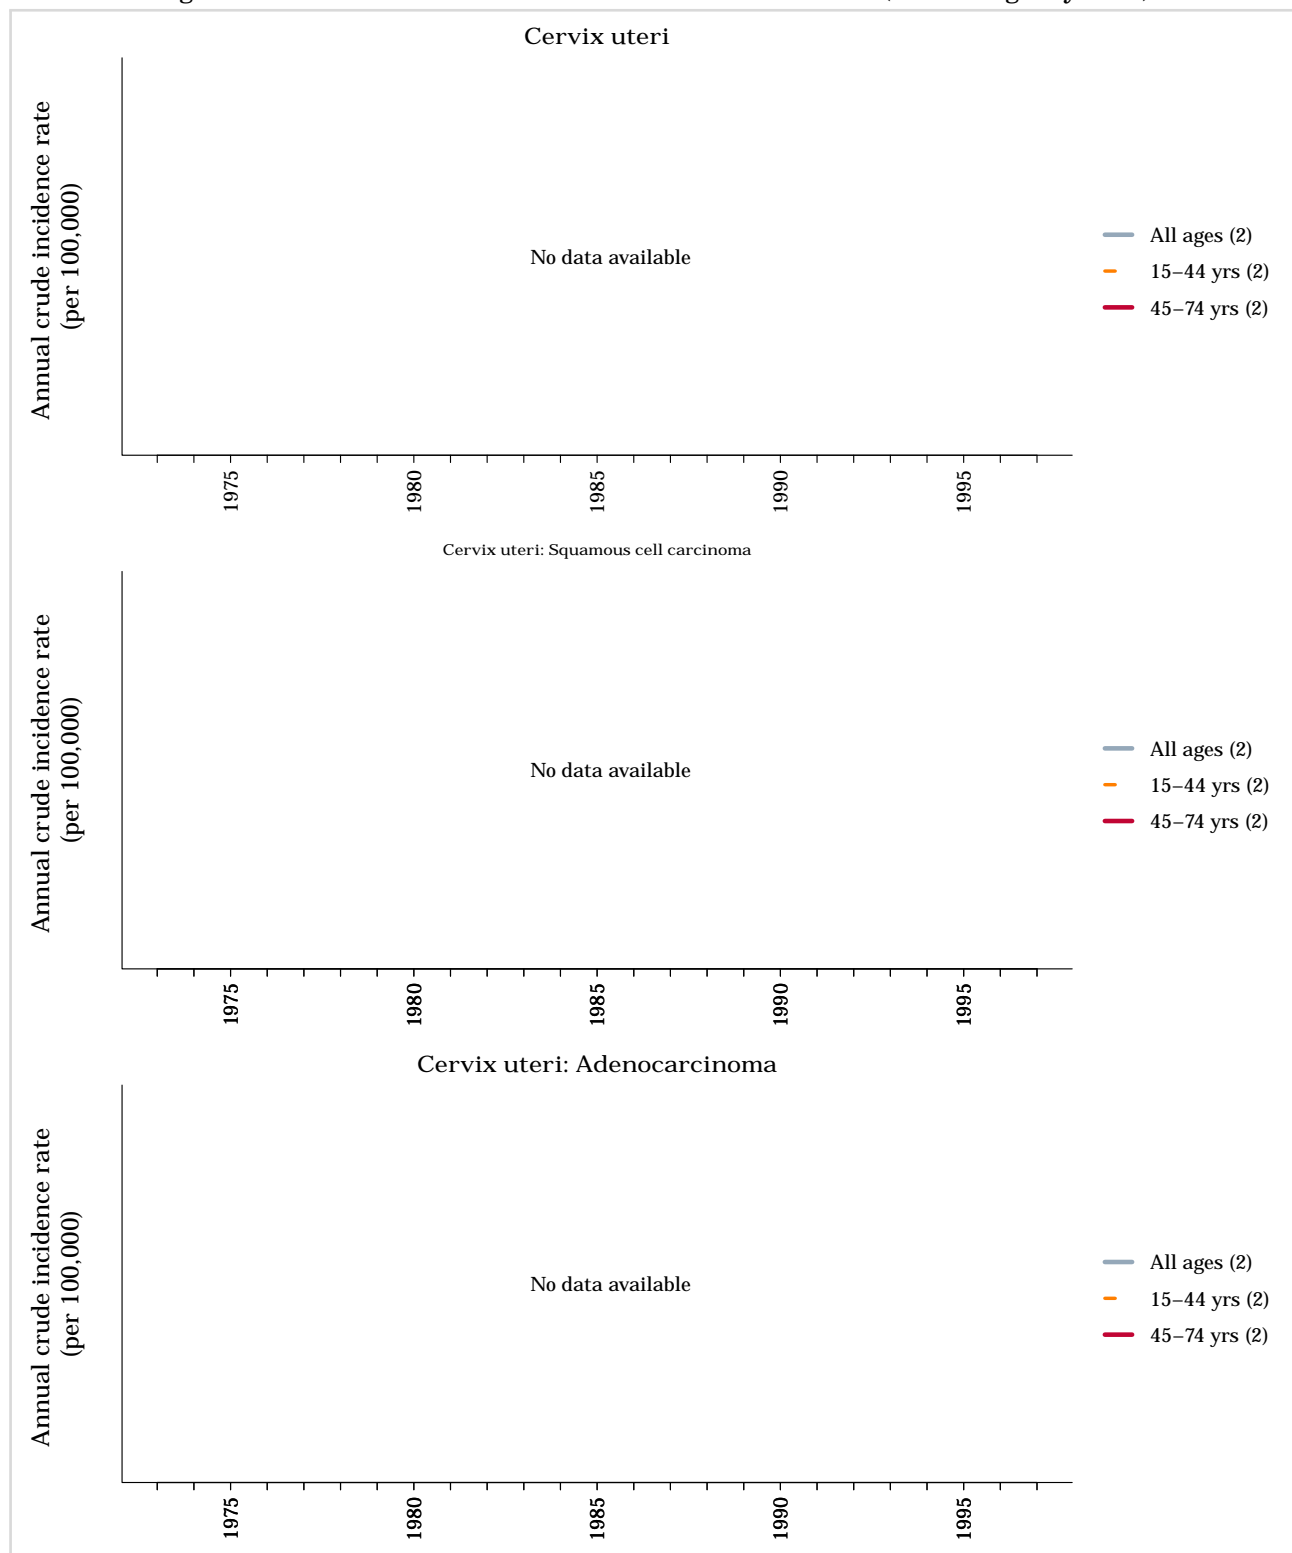 Cervix uteri
Annual crude incidence rate
(per 100,000)
No data available
All ages (2)
15–44 yrs (2)
45–74 yrs (2)
1975
1980
1985
1990
1995
Cervix uteri: Squamous cell carcinoma
Annual crude incidence rate
(per 100,000)
No data available
All ages (2)
15–44 yrs (2)
45–74 yrs (2)
1975
1980
1985
1990
1995
Cervix uteri: Adenocarcinoma
Annual crude incidence rate
(per 100,000)
No data available
All ages (2)
15–44 yrs (2)
45–74 yrs (2)
1975
1980
1985
1990
1995